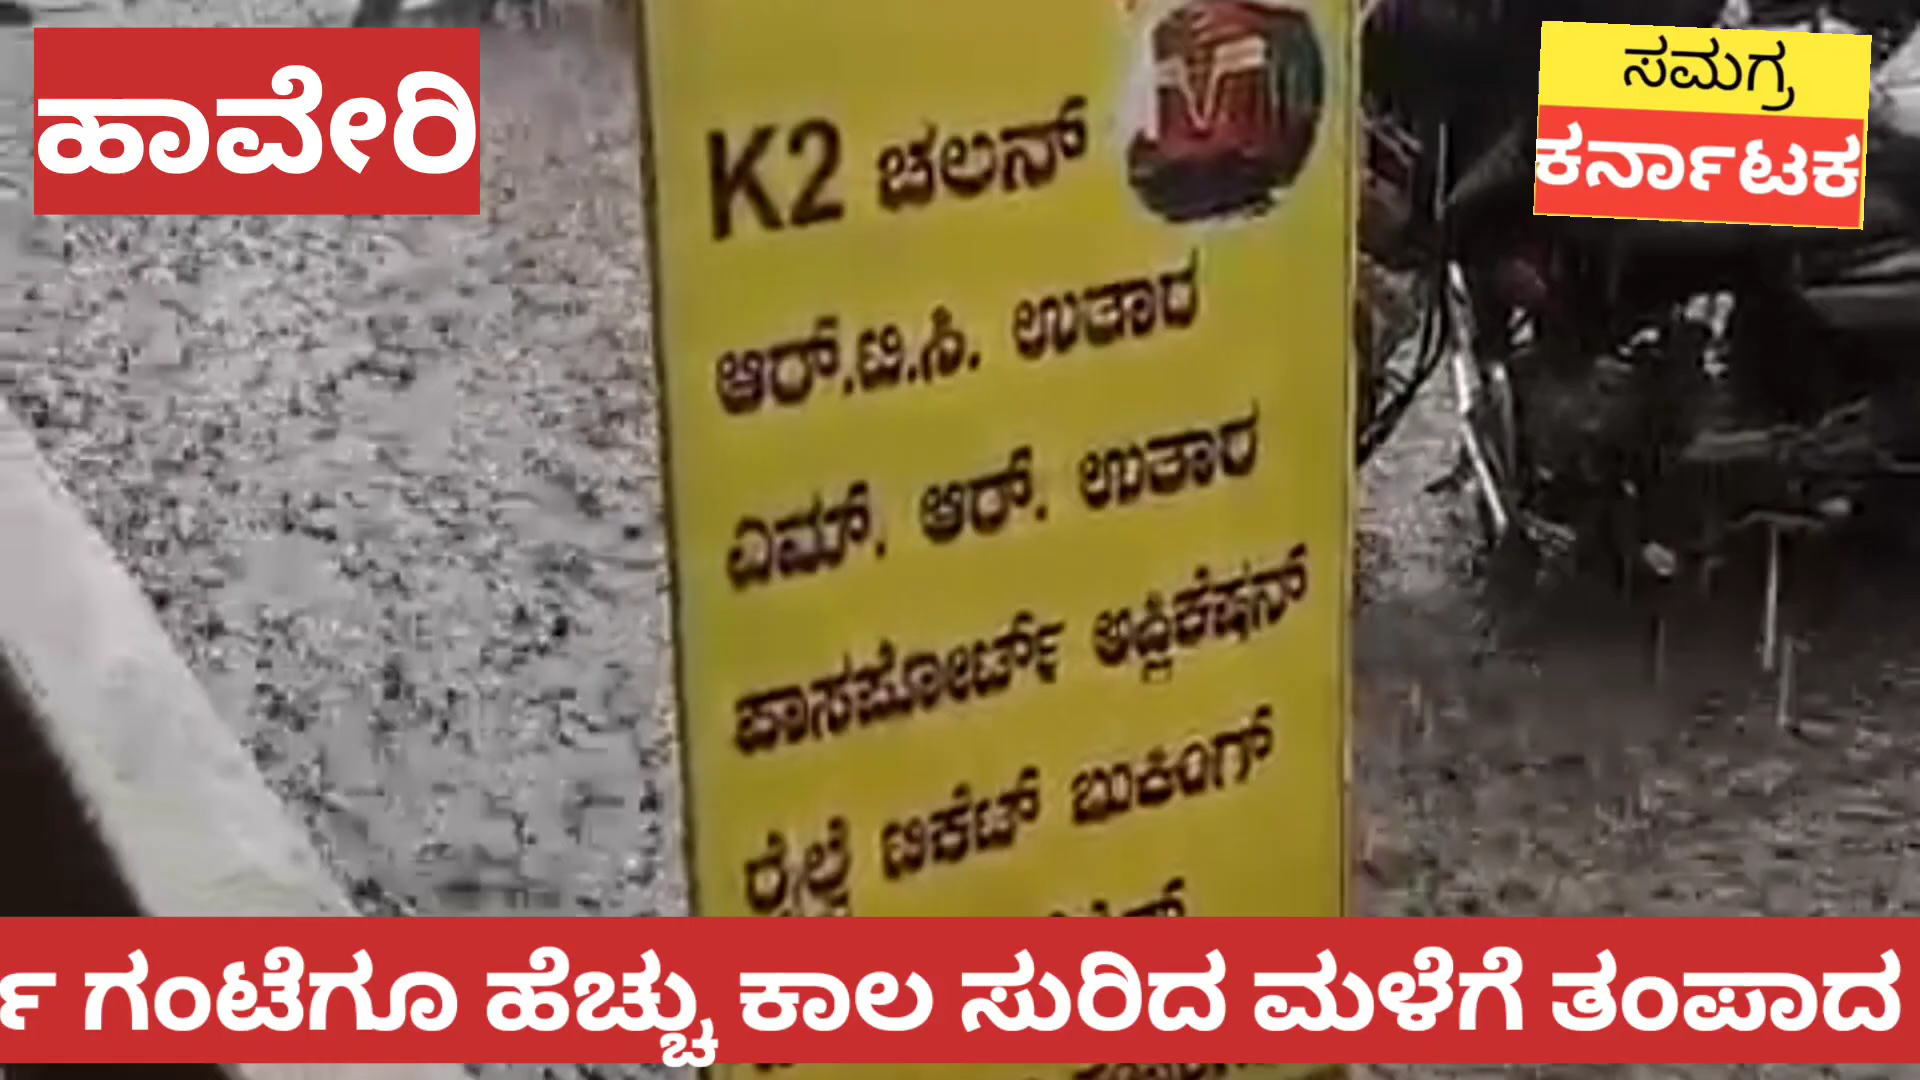 ಹಾವೇರಿ
ಸಮಗ್ರ
ಕರ್ನಾಟಕ
K2 ಚಲನ್
ಆರ್.ಟಿ.ಸಿ. ಉತಾರ
ಎಮ್. ಆರ್. ಉತಾರ
ಪಾಸಪೋರ್ಟ್ ಅಪ್ಲಿಕೆಷನ್
ರೈಲ್ವೆ ಟಿಕೆಟ್ ಬುಕಿಂಗ್
ಗಂಟೆಗೂ ಹೆಚ್ಚು ಕಾಲ ಸುರಿದ ಮಳೆಗೆ ತಂಪಾದ